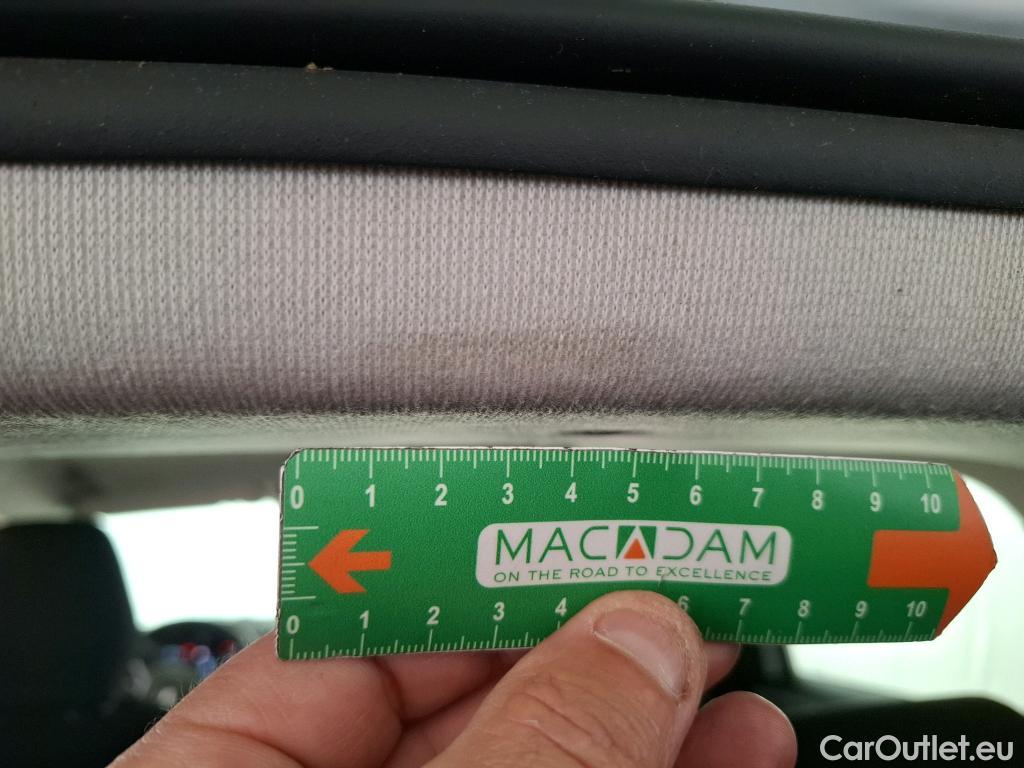 0 1 2 3 4 5 6 7 8 9 10
MACADAM
ON THE ROAD TO EXCELLENCE
0 1 2 3 4 6 7 8 9 10
CarOutlet.eu